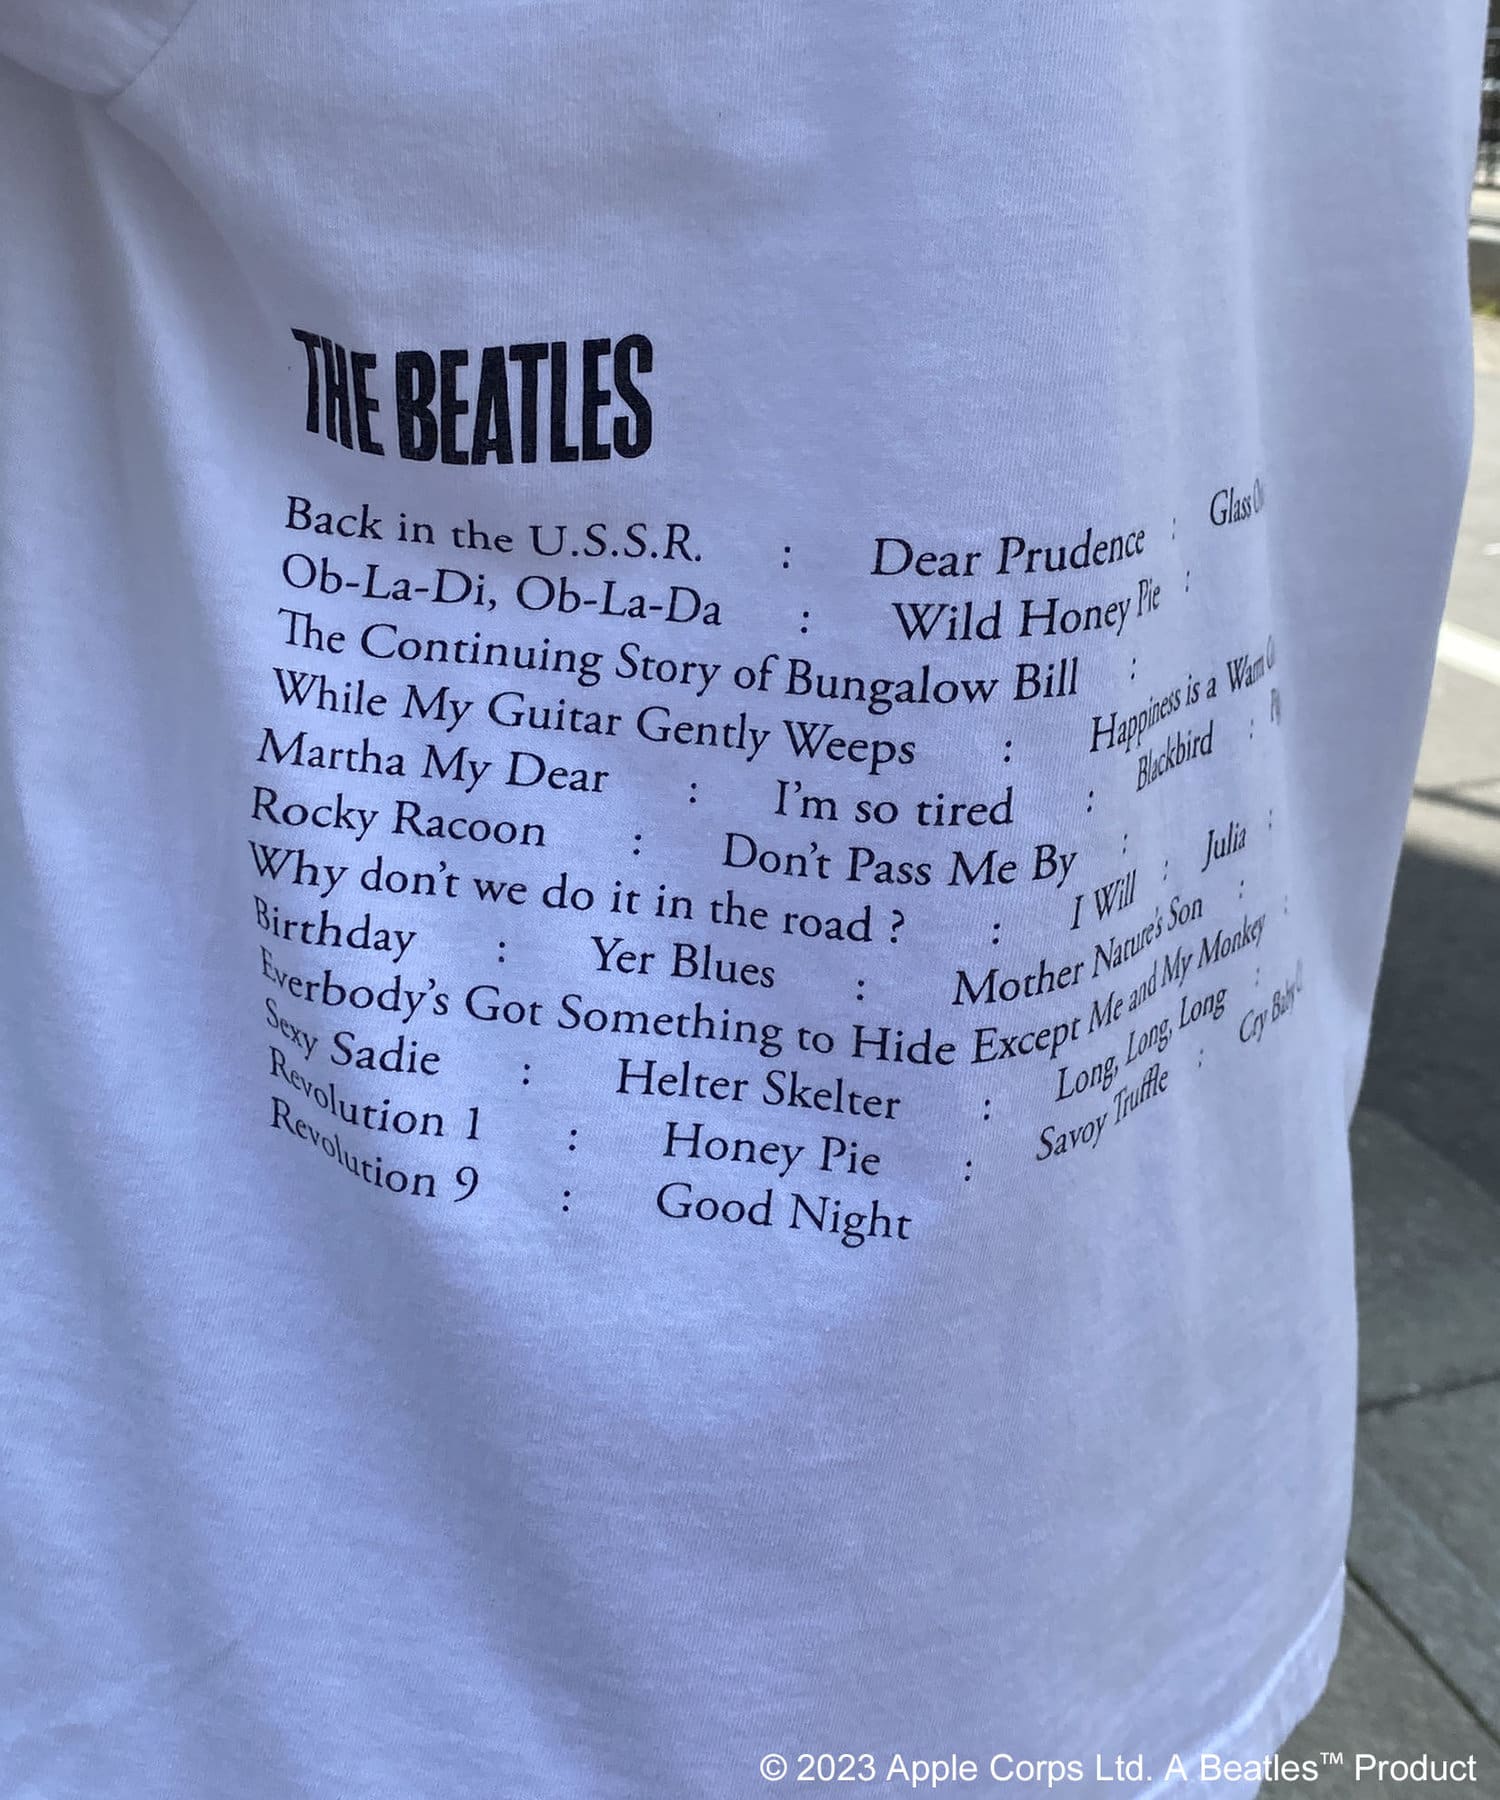 THE BEATLES
Back in the U.S.S.R. : Dear Prudence : Glass
Ob-La-Di, Ob-La-Da : Wild Honey Pie :
The Continuing Story of Bungalow Bill :
While My Guitar Gently Weeps : Happiness is a Warm
Martha My Dear : I'm so tired : Blackbird :
Rocky Racoon : Don't Pass Me By :
Why don't we do it in the road ? : I Will : Julia :
Birthday : Yer Blues : Mother Nature's Son :
Everbody's Got Something to Hide Except Me and My Monkey :
Sexy Sadie : Helter Skelter : Long, Long, Long :
Revolution 1 : Honey Pie : Savoy Truffle : Cry Baby
Revolution 9 : Good Night
© 2023 Apple Corps Ltd. A Beatles™ Product